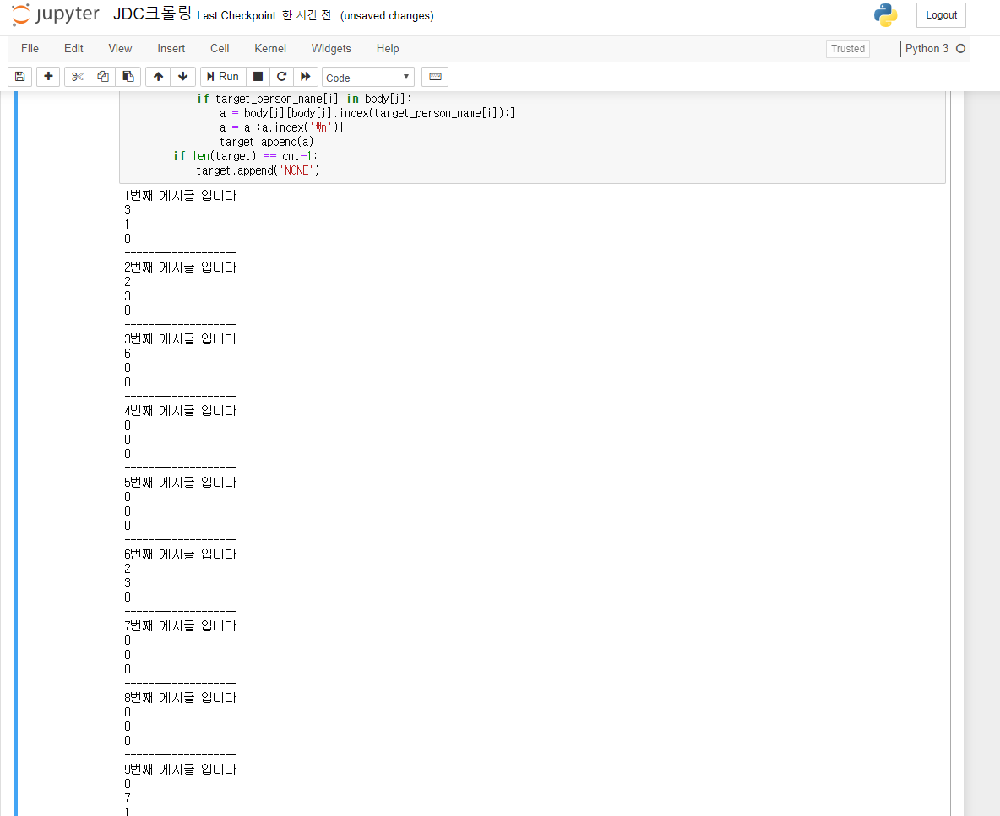 jupyter JDC크롤링 Last Checkpoint: 한 시간 전 (unsaved changes) Logout
File Edit View Insert Cell Kernel Widgets Help Trusted Python 3
Run Code
if target_person_name[i] in body[j]:
a = body[j][body[j].index(target_person_name[i]):]
a = a[:a.index('₩n')]
target.append(a)
if len(target) == cnt-1:
target.append('NONE')
1번째 게시글 입니다
3
1
0
-------------------
2번째 게시글 입니다
2
3
0
-------------------
3번째 게시글 입니다
6
0
0
-------------------
4번째 게시글 입니다
0
0
0
-------------------
5번째 게시글 입니다
0
0
0
-------------------
6번째 게시글 입니다
2
3
0
-------------------
7번째 게시글 입니다
0
0
0
-------------------
8번째 게시글 입니다
0
0
0
-------------------
9번째 게시글 입니다
0
7
1